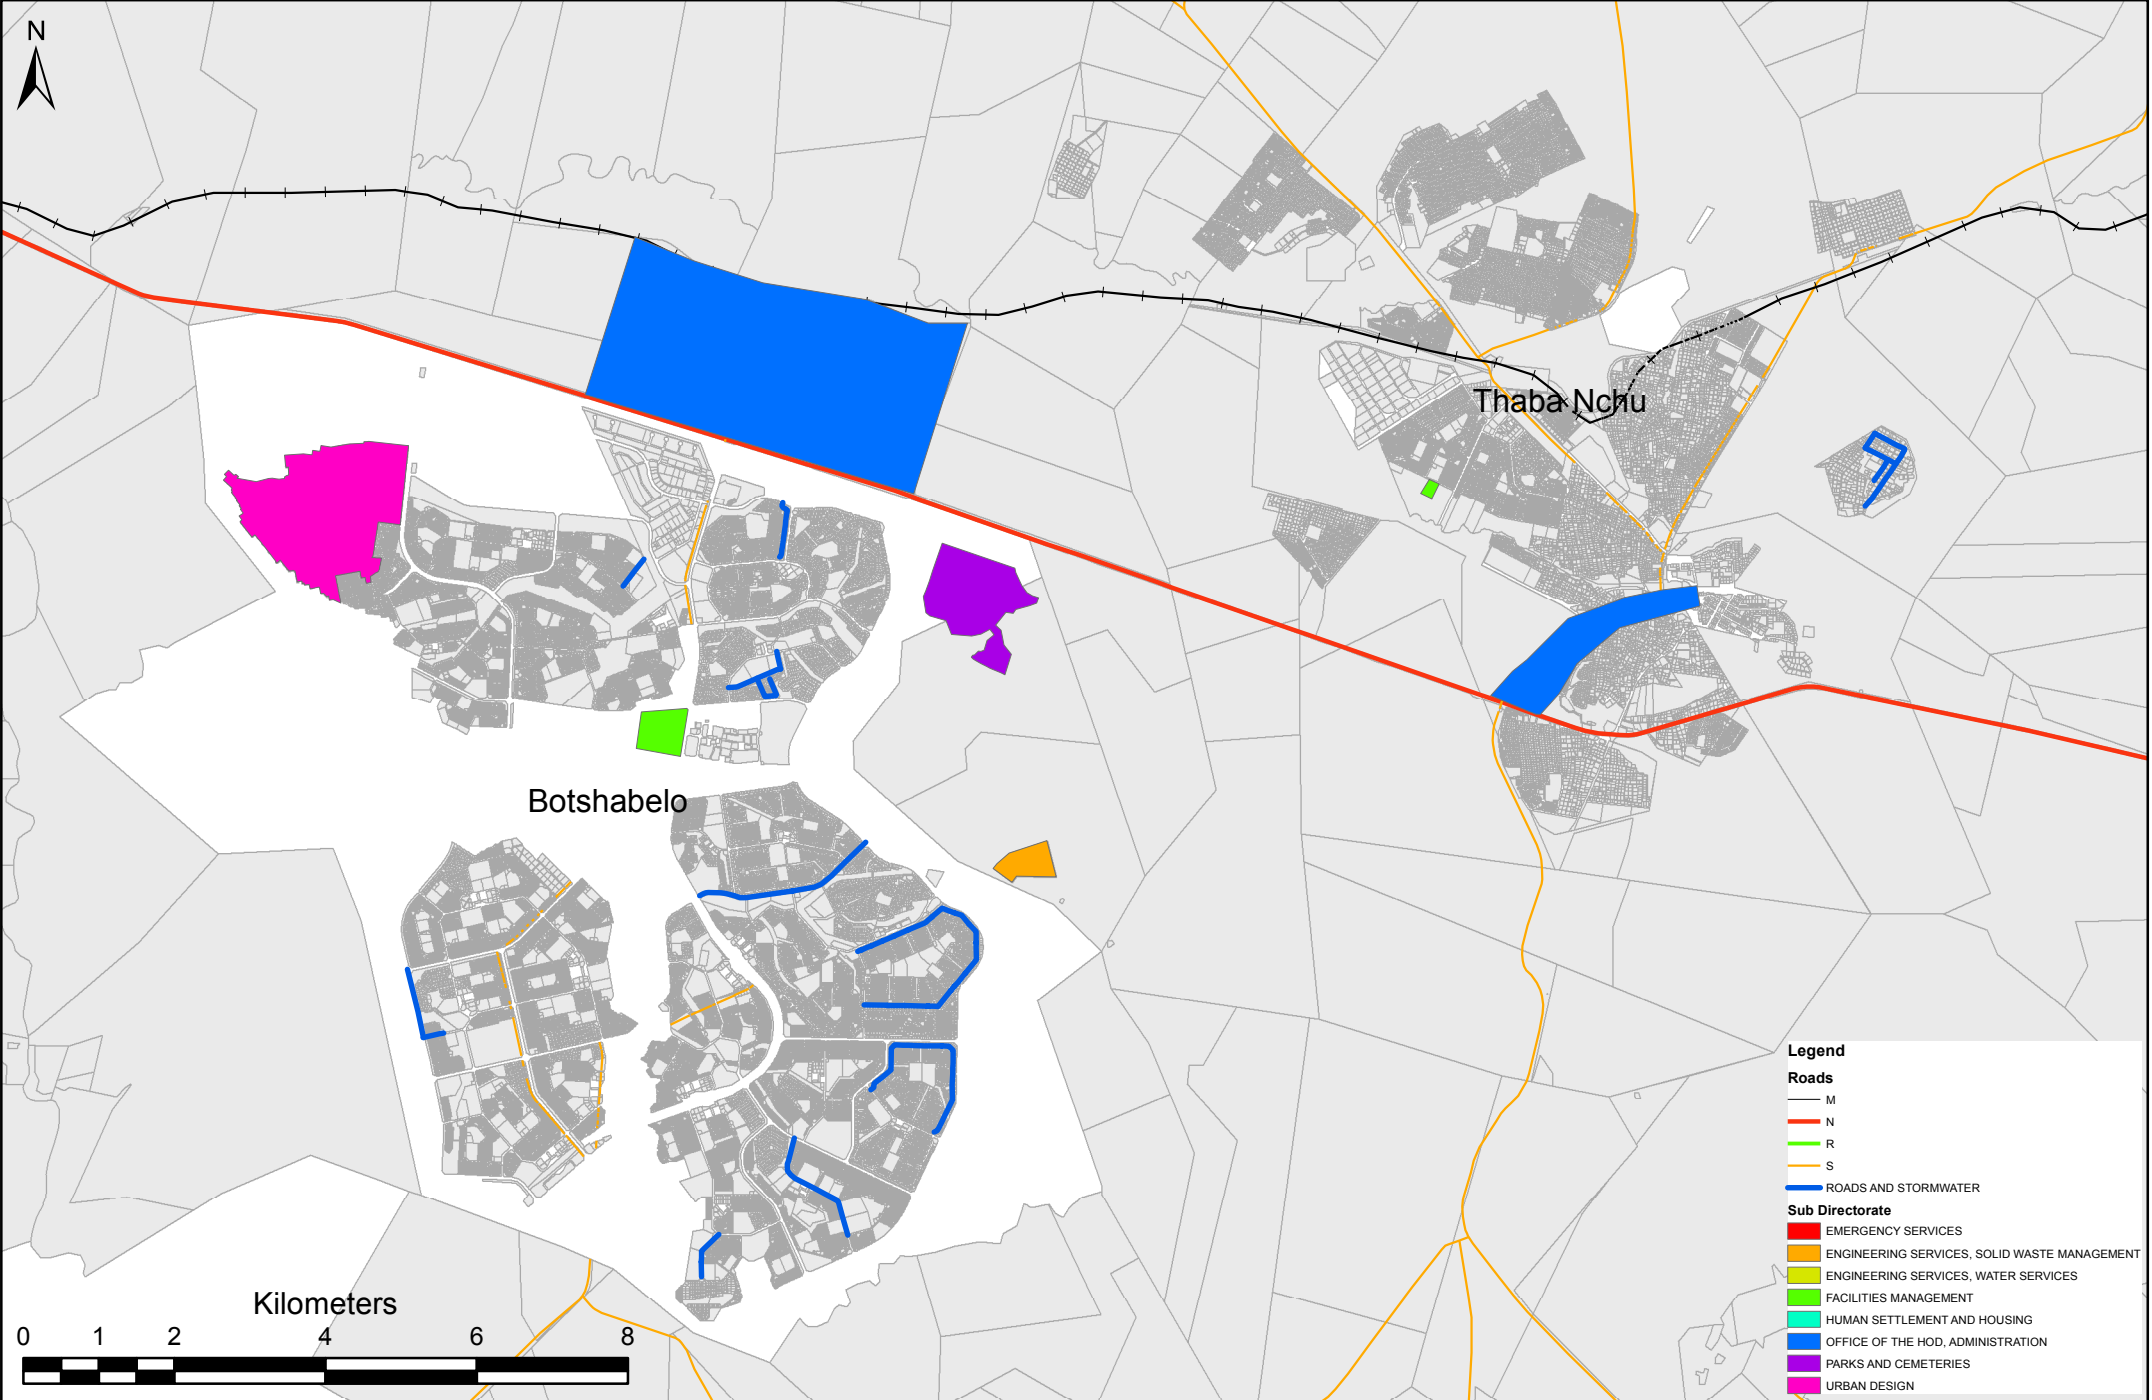 N
Thaba Nchu
Botshabelo
Kilometers
0 1 2 4 6 8
Legend
Roads
M
N
R
S
ROADS AND STORMWATER
Sub Directorate
EMERGENCY SERVICES
ENGINEERING SERVICES, SOLID WASTE MANAGEMENT
ENGINEERING SERVICES, WATER SERVICES
FACILITIES MANAGEMENT
HUMAN SETTLEMENT AND HOUSING
OFFICE OF THE HOD, ADMINISTRATION
PARKS AND CEMETERIES
URBAN DESIGN